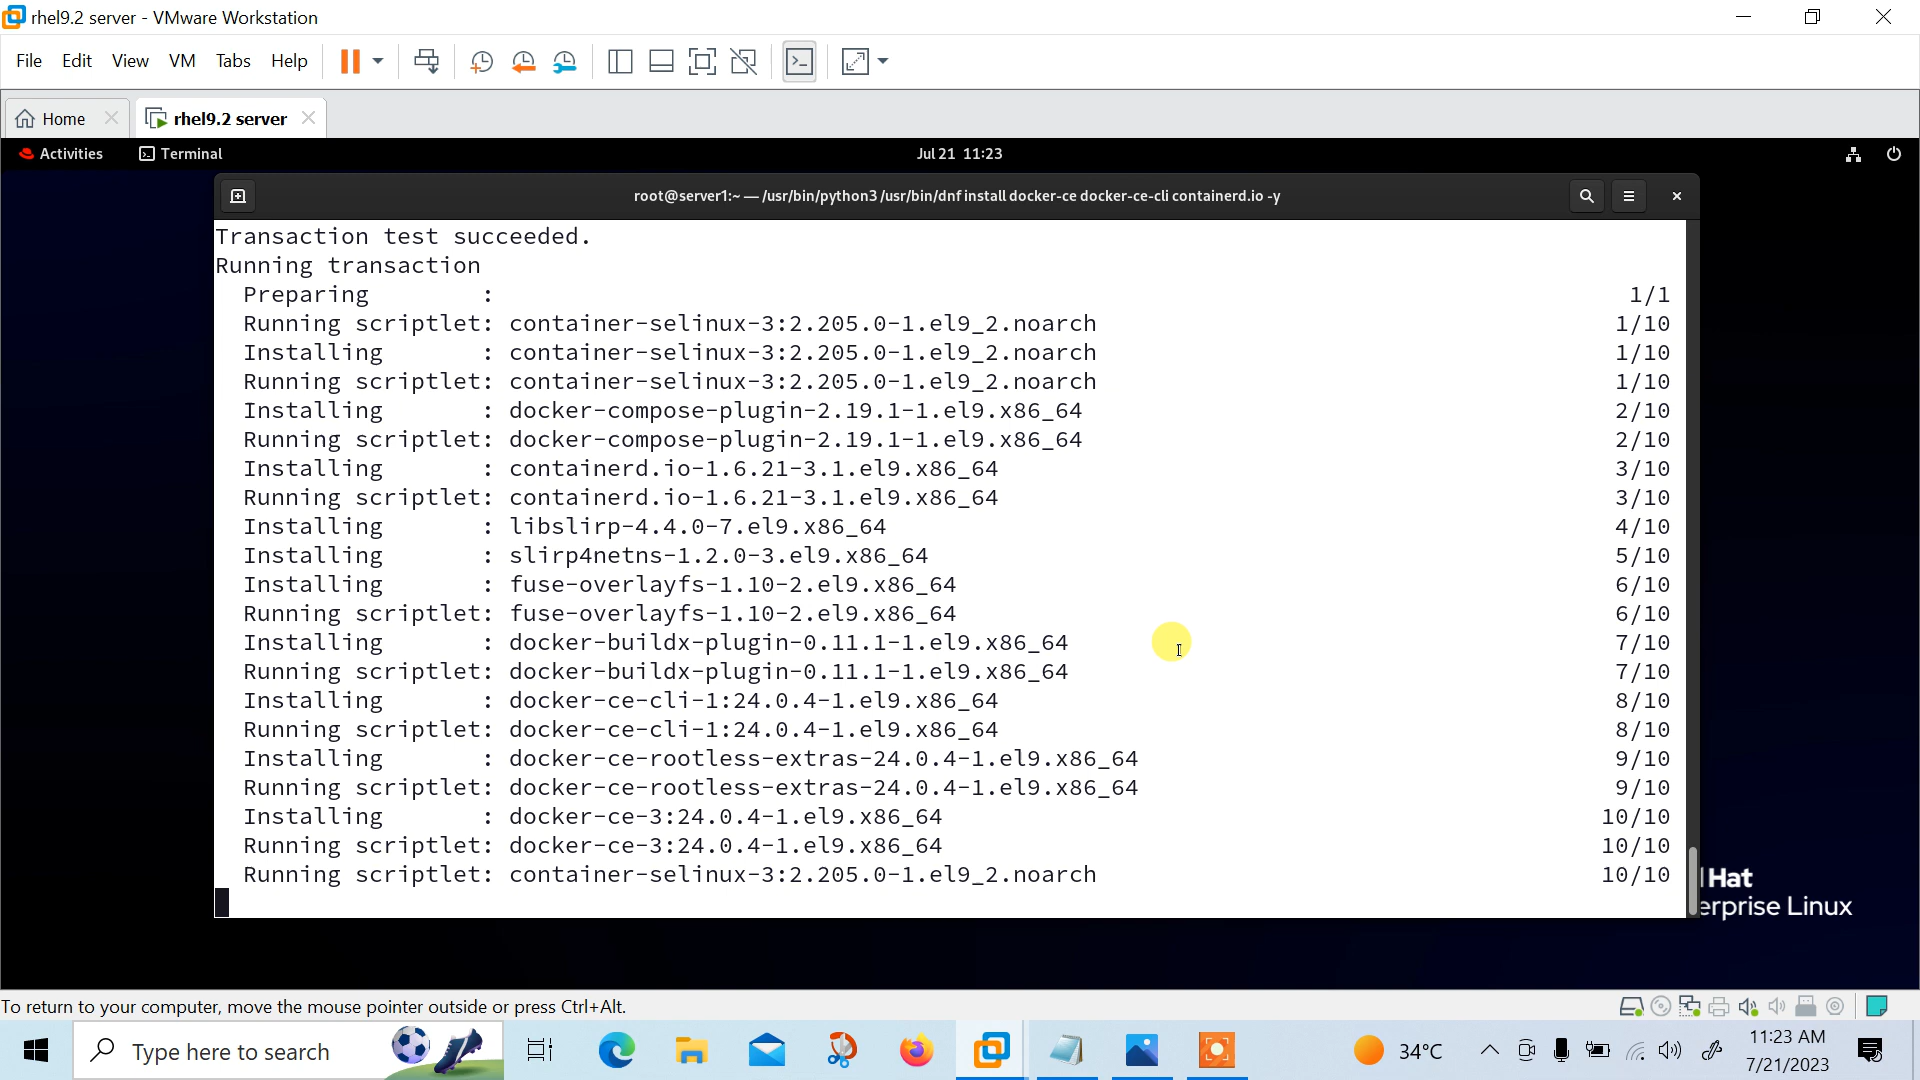 rhel9.2 server - VMware Workstation
File Edit View VM Tabs Help
Home rhel9.2 server
Activities Terminal Jul 21 11:23
root@server1:~ — /usr/bin/python3 /usr/bin/dnf install docker-ce docker-ce-cli containerd.io -y
Transaction test succeeded.
Running transaction
Preparing : 1/1
Running scriptlet: container-selinux-3:2.205.0-1.el9_2.noarch 1/10
Installing : container-selinux-3:2.205.0-1.el9_2.noarch 1/10
Running scriptlet: container-selinux-3:2.205.0-1.el9_2.noarch 1/10
Installing : docker-compose-plugin-2.19.1-1.el9.x86_64 2/10
Running scriptlet: docker-compose-plugin-2.19.1-1.el9.x86_64 2/10
Installing : containerd.io-1.6.21-3.1.el9.x86_64 3/10
Running scriptlet: containerd.io-1.6.21-3.1.el9.x86_64 3/10
Installing : libslirp-4.4.0-7.el9.x86_64 4/10
Installing : slirp4netns-1.2.0-3.el9.x86_64 5/10
Installing : fuse-overlayfs-1.10-2.el9.x86_64 6/10
Running scriptlet: fuse-overlayfs-1.10-2.el9.x86_64 6/10
Installing : docker-buildx-plugin-0.11.1-1.el9.x86_64 7/10
Running scriptlet: docker-buildx-plugin-0.11.1-1.el9.x86_64 7/10
Installing : docker-ce-cli-1:24.0.4-1.el9.x86_64 8/10
Running scriptlet: docker-ce-cli-1:24.0.4-1.el9.x86_64 8/10
Installing : docker-ce-rootless-extras-24.0.4-1.el9.x86_64 9/10
Running scriptlet: docker-ce-rootless-extras-24.0.4-1.el9.x86_64 9/10
Installing : docker-ce-3:24.0.4-1.el9.x86_64 10/10
Running scriptlet: docker-ce-3:24.0.4-1.el9.x86_64 10/10
Running scriptlet: container-selinux-3:2.205.0-1.el9_2.noarch 10/10
Hat
erprise Linux
To return to your computer, move the mouse pointer outside or press Ctrl+Alt.
Type here to search 34°C 11:23 AM
7/21/2023